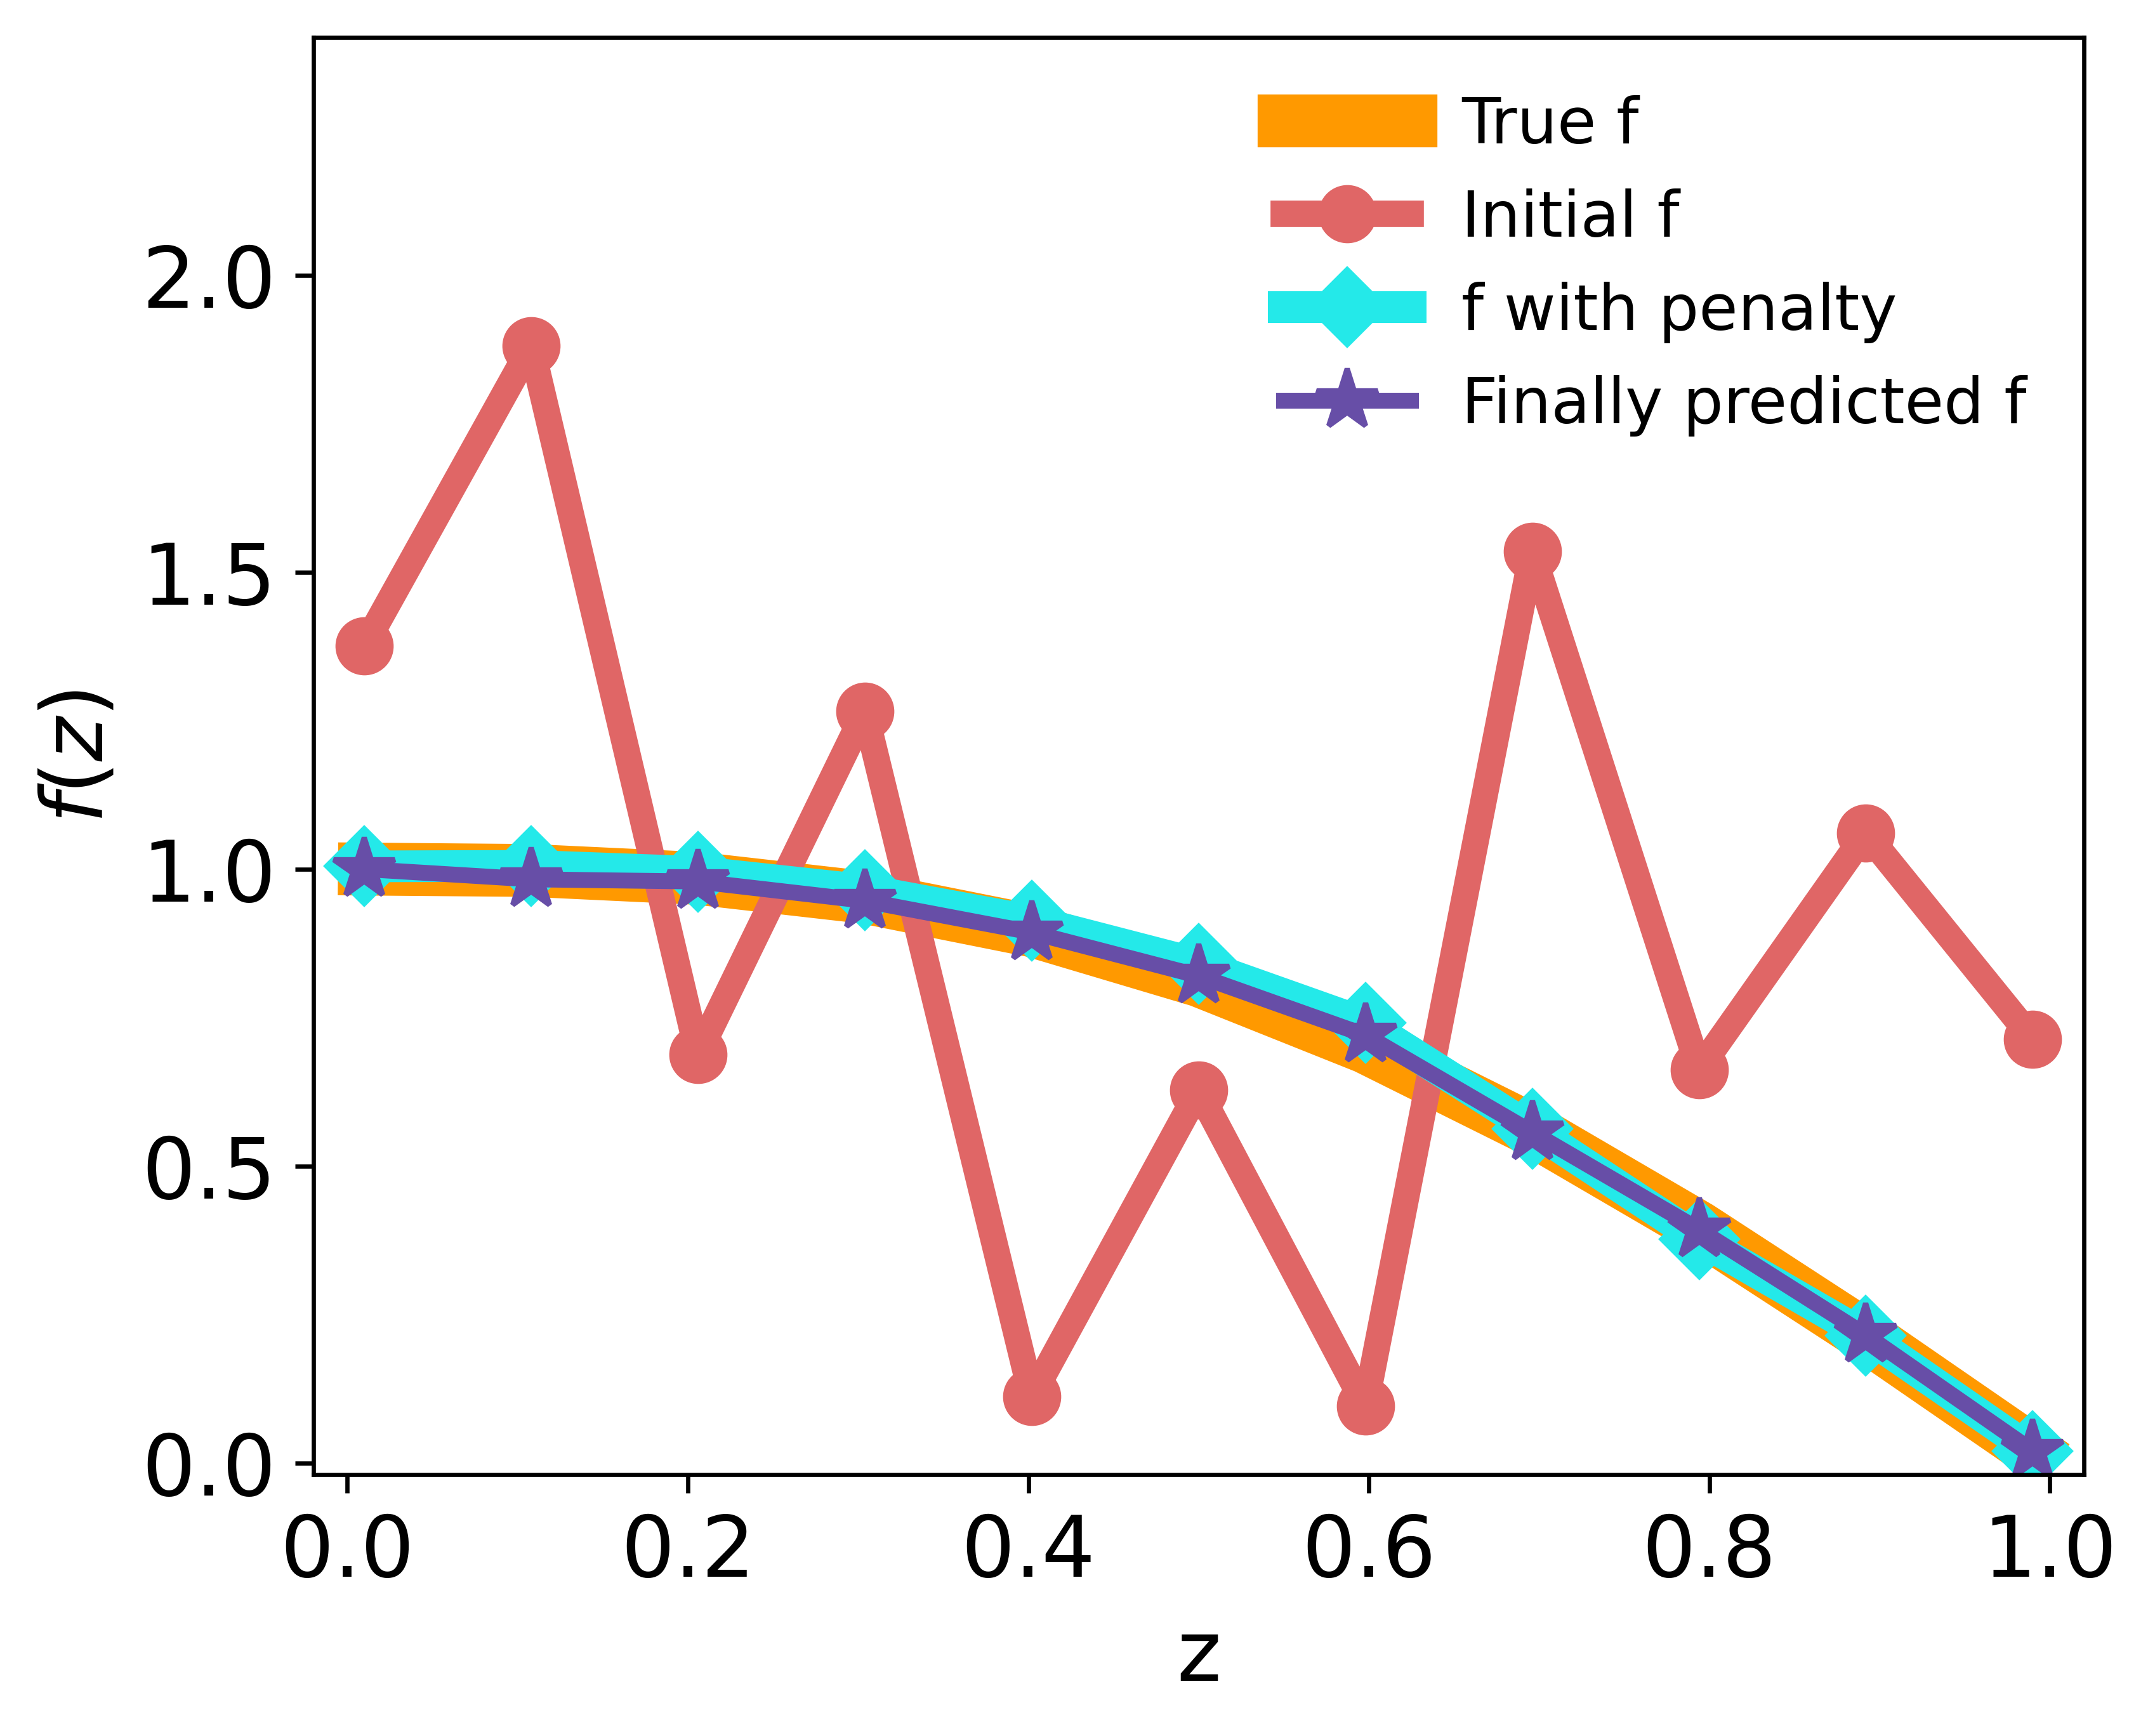 True f
Initial f
f with penalty
Finally predicted f
2.0
1.5
1.0
0.5
0.0
f(z)
0.0 0.2 0.4 0.6 0.8 1.0
z